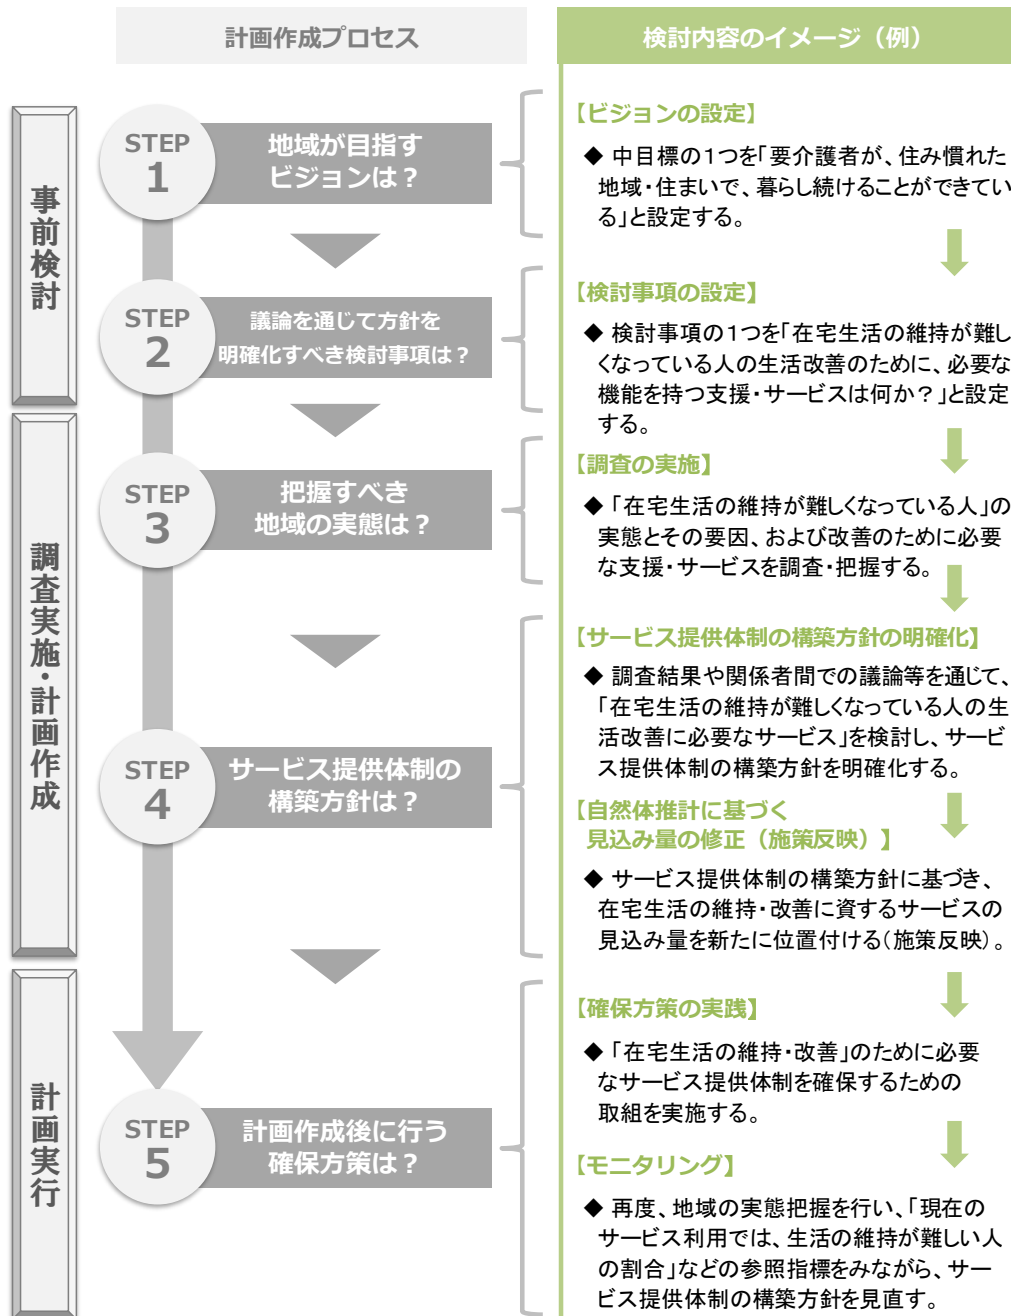 計画作成プロセス
検討内容のイメージ（例）
事前検討
STEP
1
地域が目指す
ビジョンは？
【ビジョンの設定】
◆ 中目標の１つを「要介護者が、住み慣れた
地域・住まいで、暮らし続けることができてい
る」と設定する。
STEP
2
議論を通じて方針を
明確化すべき検討事項は？
【検討事項の設定】
◆ 検討事項の１つを「在宅生活の維持が難し
くなっている人の生活改善のために、必要な
機能を持つ支援・サービスは何か？」と設定
する。
調査実施・計画作成
STEP
3
把握すべき
地域の実態は？
【調査の実施】
◆「在宅生活の維持が難しくなっている人」の
実態とその要因、および改善のために必要
な支援・サービスを調査・把握する。
STEP
4
サービス提供体制の
構築方針は？
【サービス提供体制の構築方針の明確化】
◆ 調査結果や関係者間での議論等を通じて、
「在宅生活の維持が難しくなっている人の生
活改善に必要なサービス」を検討し、サービ
ス提供体制の構築方針を明確化する。
【自然体推計に基づく
見込み量の修正（施策反映）】
◆ サービス提供体制の構築方針に基づき、
在宅生活の維持・改善に資するサービスの
見込み量を新たに位置付ける（施策反映）。
計画実行
STEP
5
計画作成後に行う
確保方策は？
【確保方策の実践】
◆「在宅生活の維持・改善」のために必要
なサービス提供体制を確保するための
取組を実施する。
【モニタリング】
◆ 再度、地域の実態把握を行い、「現在の
サービス利用では、生活の維持が難しい人
の割合」などの参照指標をみながら、サー
ビス提供体制の構築方針を見直す。